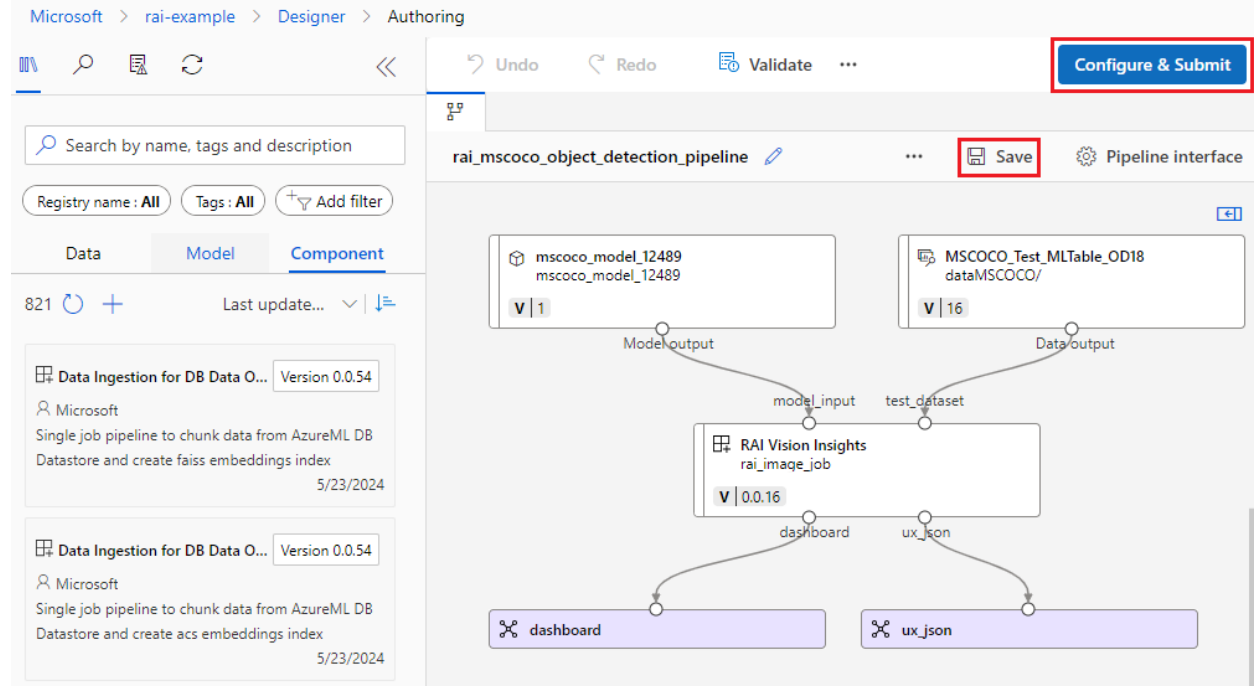 Microsoft > rai-example > Designer > Authoring
Undo Redo Validate ... Configure & Submit
Search by name, tags and description
Registry name : All Tags : All Add filter
Data Model Component
821 Last update...
Data Ingestion for DB Data O... Version 0.0.54
Microsoft
Single job pipeline to chunk data from AzureML DB
Datastore and create faiss embeddings index
5/23/2024
Data Ingestion for DB Data O... Version 0.0.54
Microsoft
Single job pipeline to chunk data from AzureML DB
Datastore and create acs embeddings index
5/23/2024
rai_mscoco_object_detection_pipeline ... Save Pipeline interface
mscoco_model_12489
mscoco_model_12489
V 1
Model output
MSCOCO_Test_MLTable_OD18
dataMSCOCO/
V 16
Data output
model_input test_dataset
RAI Vision Insights
rai_image_job
V 0.0.16
dashboard ux_json
dashboard
ux_json